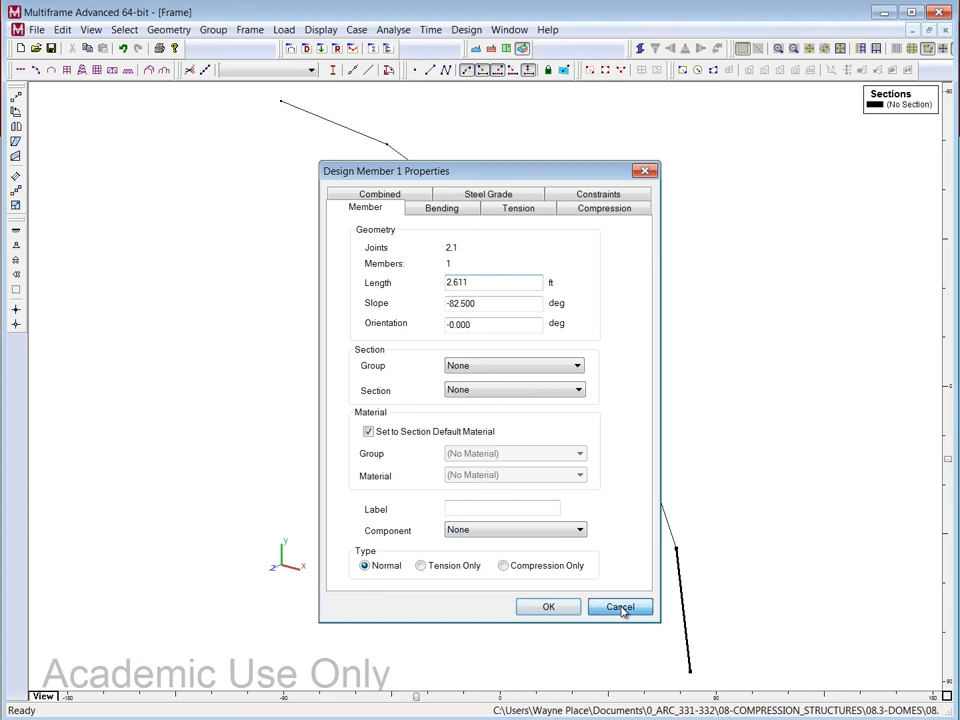 Multiframe Advanced 64-bit - [Frame]
File Edit View Select Geometry Group Frame Load Display Case Analyse Time Design Window Help
Sections
(No Section)
Design Member 1 Properties
Combined Steel Grade Constraints
Member Bending Tension Compression
Geometry
Joints 2,1
Members: 1
Length 2.611 ft
Slope -82.500 deg
Orientation -0.000 deg
Section
Group None
Section None
Material
Set to Section Default Material
Group (No Material)
Material (No Material)
Label
Component None
Type
Normal Tension Only Compression Only
OK Cancel
y
x
z
Academic Use Only
View
-180 -90 0 90 180
Ready C:\Users\Wayne Place\Documents\0_ARC_331-332\08-COMPRESSION_STRUCTURES\08.3-DOMES\08.